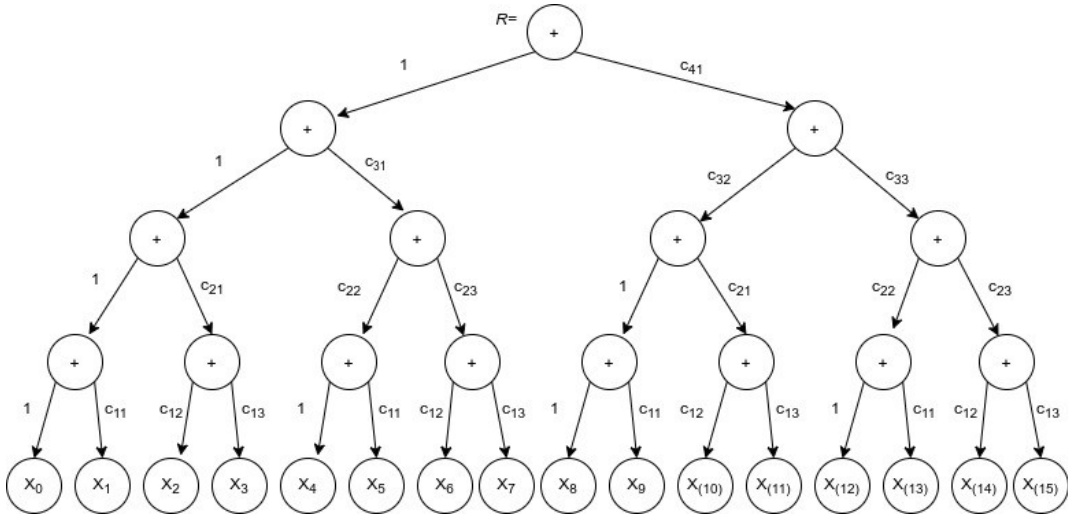 R= +
1 c41
+ +
1 c31 c32 c33
+ + + +
1 c21 c22 c23 1 c21 c22 c23
+ + + + + + + +
1 c11 c12 c13 1 c11 c12 c13 1 c11 c12 c13 1 c11 c12 c13
X0 X1 X2 X3 X4 X5 X6 X7 X8 X9 X(10) X(11) X(12) X(13) X(14) X(15)